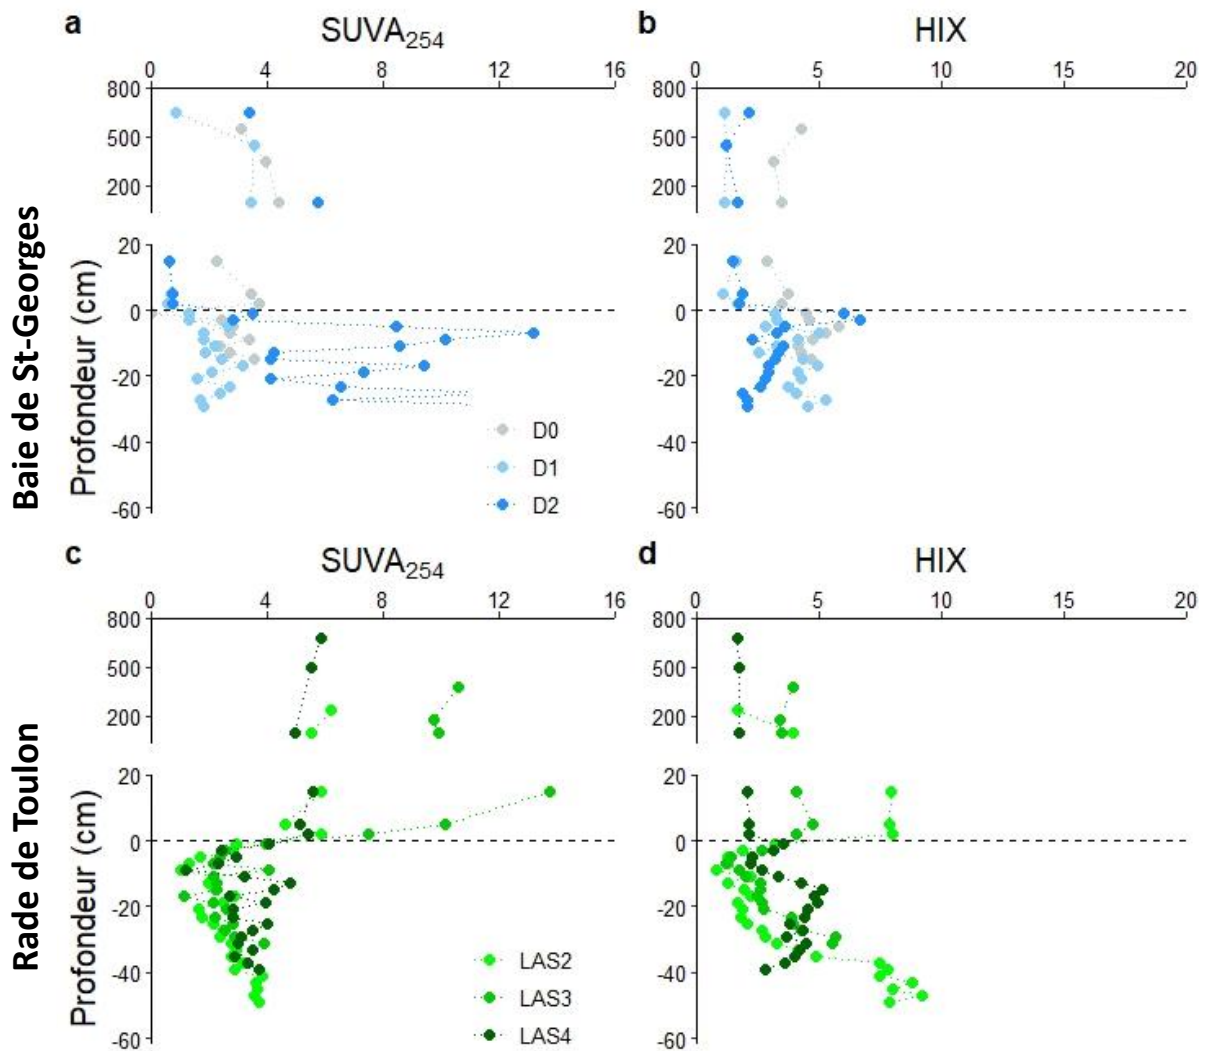 a
SUVA254
b
HIX
0 4 8 12 16
0 5 10 15 20
800
500
200
20
0
-20
-40
-60
800
500
200
20
0
-20
-40
-60
Baie de St-Georges
Profondeur (cm)
D0
D1
D2
c
SUVA254
d
HIX
0 4 8 12 16
0 5 10 15 20
800
500
200
20
0
-20
-40
-60
800
500
200
20
0
-20
-40
-60
Rade de Toulon
Profondeur (cm)
LAS2
LAS3
LAS4